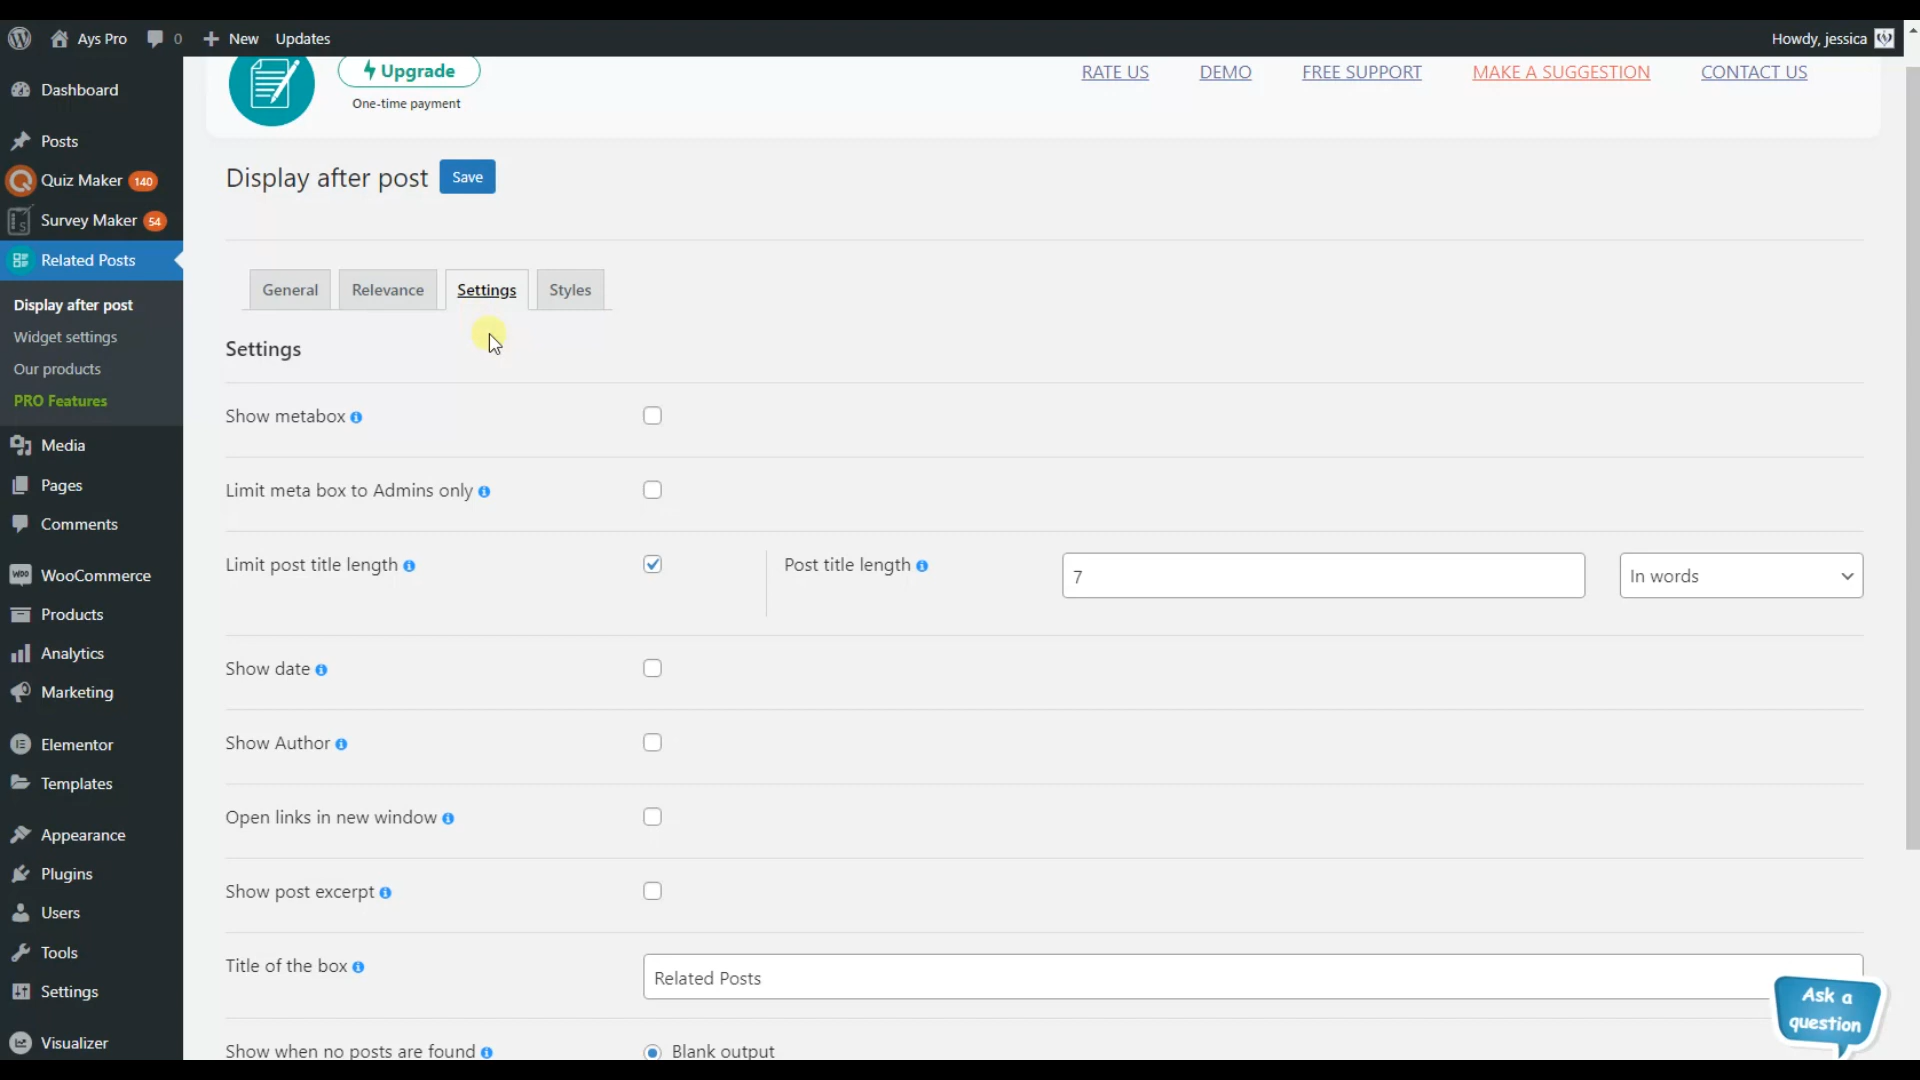 Ays Pro
0
New
Updates
Howdy, jessica
Dashboard
Posts
Quiz Maker 140
Survey Maker 54
Related Posts
Display after post
Widget settings
Our products
PRO Features
Media
Pages
Comments
WooCommerce
Products
Analytics
Marketing
Elementor
Templates
Appearance
Plugins
Users
Tools
Settings
Visualizer
Upgrade
One-time payment
RATE US
DEMO
FREE SUPPORT
MAKE A SUGGESTION
CONTACT US
Display after post
Save
General
Relevance
Settings
Styles
Settings
Show metabox
Limit meta box to Admins only
Limit post title length
Post title length
7
In words
Show date
Show Author
Open links in new window
Show post excerpt
Title of the box
Related Posts
Show when no posts are found
Blank output
Ask a
question